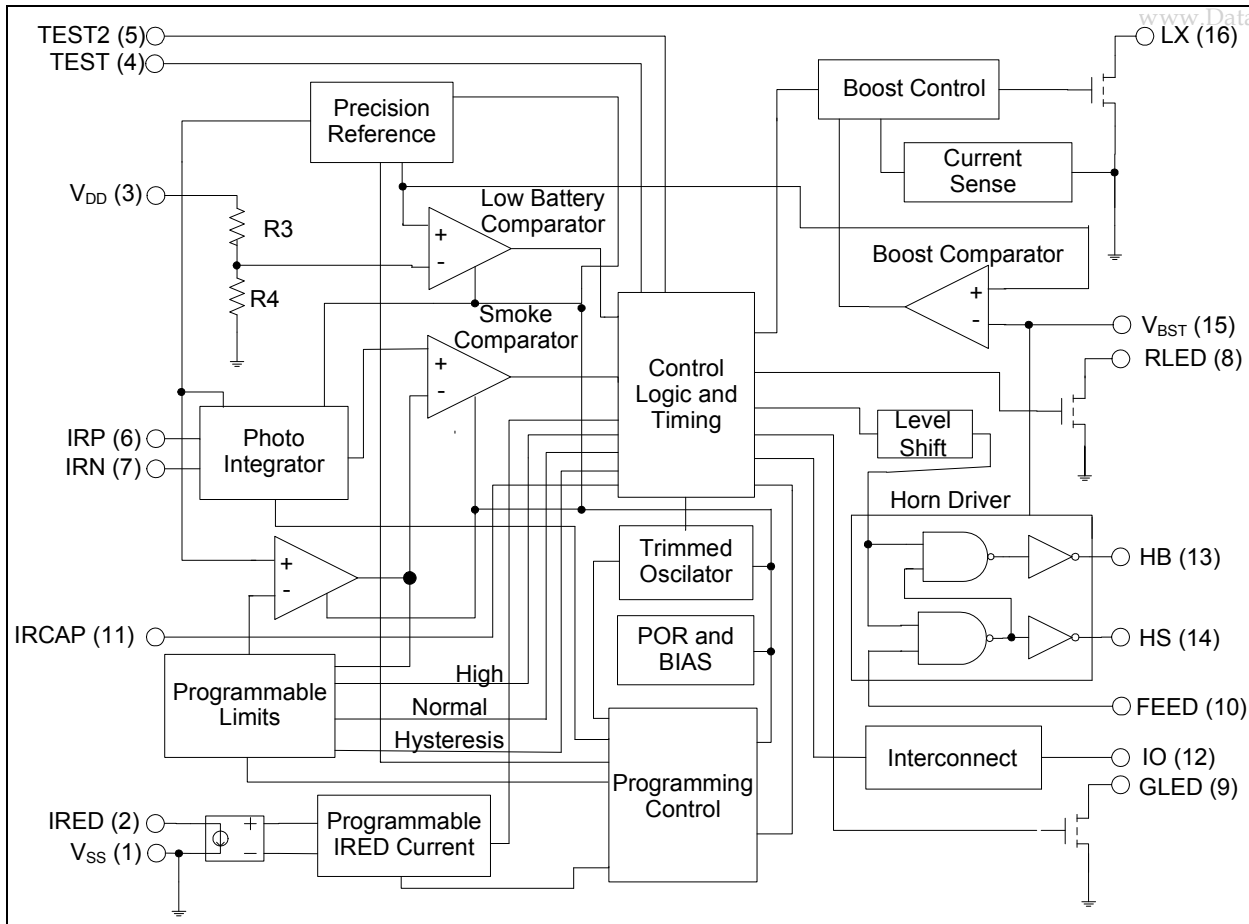 www.Data
TEST2 (5)
TEST (4)
LX (16)
Precision
Reference
Boost Control
Current
Sense
VDD (3)
R3
R4
Low Battery
Comparator
+
-
Boost Comparator
+
-
Smoke
Comparator
+
-
VBST (15)
RLED (8)
Control
Logic and
Timing
Level
Shift
IRP (6)
IRN (7)
Photo
Integrator
Horn Driver
+
-
Trimmed
Oscilator
HB (13)
IRCAP (11)
POR and
BIAS
HS (14)
Programmable
Limits
High
Normal
Hysteresis
FEED (10)
Programming
Control
Interconnect
IO (12)
GLED (9)
IRED (2)
VSS (1)
+
-
Programmable
IRED Current